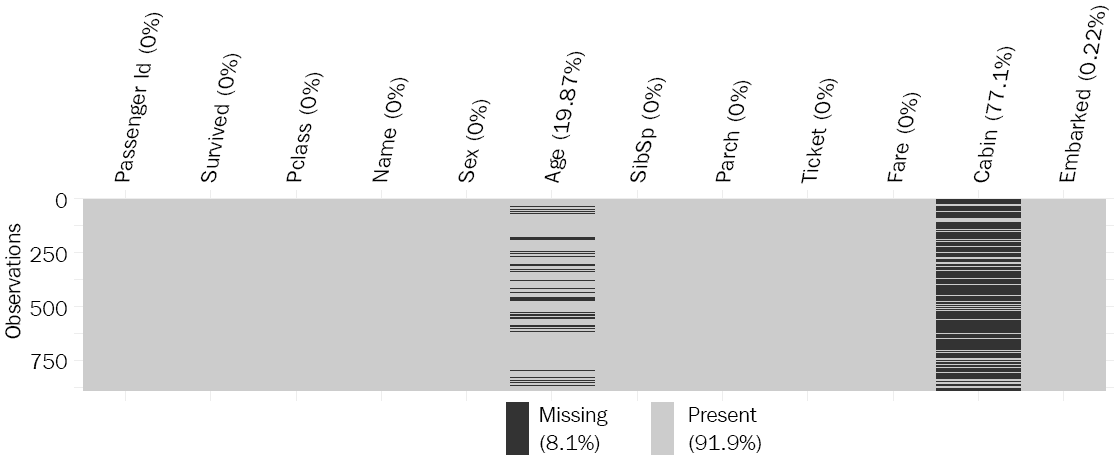 Passenger Id (0%)
Survived (0%)
Pclass (0%)
Name (0%)
Sex (0%)
Age (19.87%)
SibSp (0%)
Parch (0%)
Ticket (0%)
Fare (0%)
Cabin (77.1%)
Embarked (0.22%)
Observations
0
250
500
750
Missing
(8.1%)
Present
(91.9%)